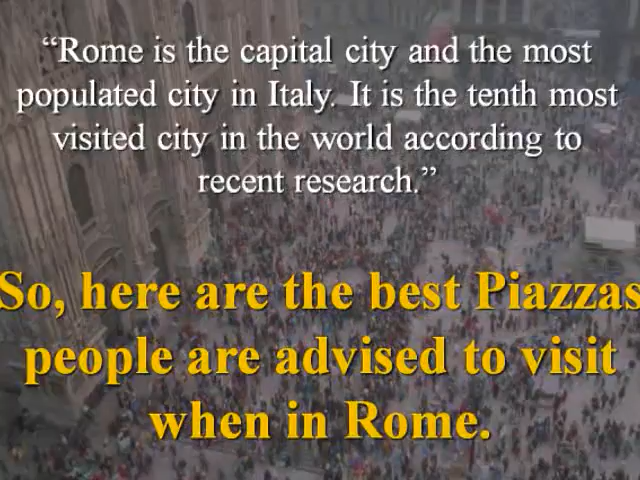 “Rome is the capital city and the most
populated city in Italy. It is the tenth most
visited city in the world according to
recent research.”
So, here are the best Piazzas
people are advised to visit
when in Rome.